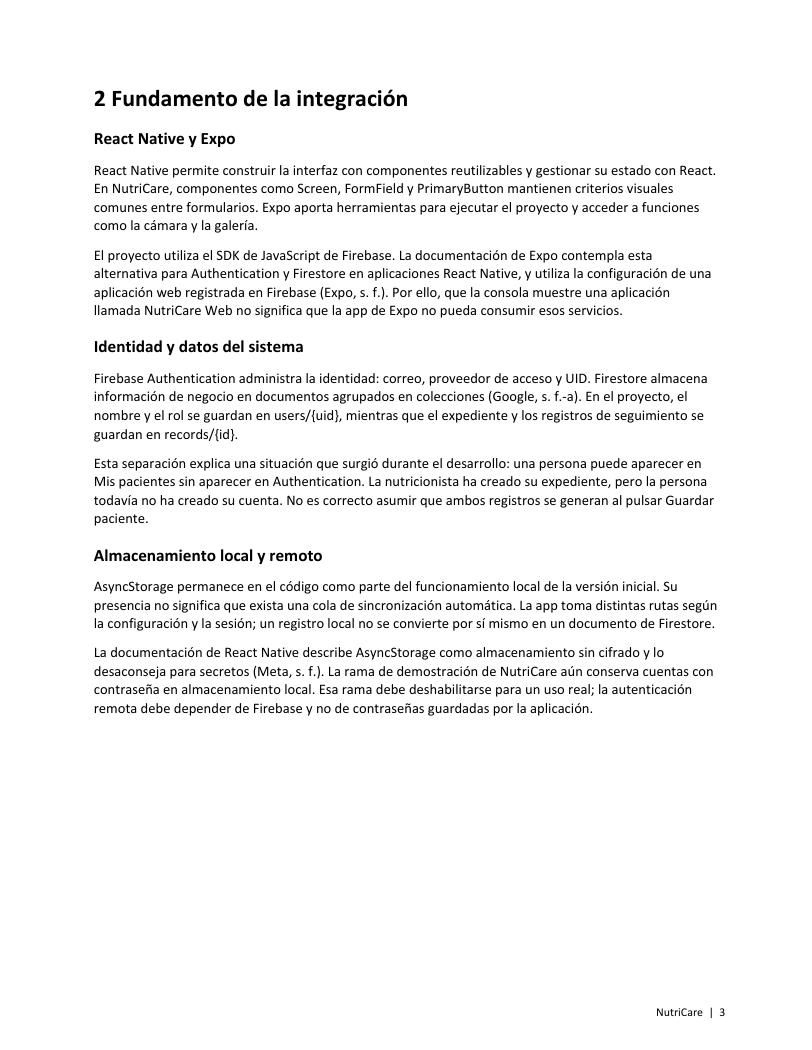 2 Fundamento de la integración
React Native y Expo
React Native permite construir la interfaz con componentes reutilizables y gestionar su estado con React.
En NutriCare, componentes como Screen, FormField y PrimaryButton mantienen criterios visuales
comunes entre formularios. Expo aporta herramientas para ejecutar el proyecto y acceder a funciones
como la cámara y la galería.
El proyecto utiliza el SDK de JavaScript de Firebase. La documentación de Expo contempla esta
alternativa para Authentication y Firestore en aplicaciones React Native, y utiliza la configuración de una
aplicación web registrada en Firebase (Expo, s. f.). Por ello, que la consola muestre una aplicación
llamada NutriCare Web no significa que la app de Expo no pueda consumir esos servicios.
Identidad y datos del sistema
Firebase Authentication administra la identidad: correo, proveedor de acceso y UID. Firestore almacena
información de negocio en documentos agrupados en colecciones (Google, s. f.-a). En el proyecto, el
nombre y el rol se guardan en users/{uid}, mientras que el expediente y los registros de seguimiento se
guardan en records/{id}.
Esta separación explica una situación que surgió durante el desarrollo: una persona puede aparecer en
Mis pacientes sin aparecer en Authentication. La nutricionista ha creado su expediente, pero la persona
todavía no ha creado su cuenta. No es correcto asumir que ambos registros se generan al pulsar Guardar
paciente.
Almacenamiento local y remoto
AsyncStorage permanece en el código como parte del funcionamiento local de la versión inicial. Su
presencia no significa que exista una cola de sincronización automática. La app toma distintas rutas según
la configuración y la sesión; un registro local no se convierte por sí mismo en un documento de Firestore.
La documentación de React Native describe AsyncStorage como almacenamiento sin cifrado y lo
desaconseja para secretos (Meta, s. f.). La rama de demostración de NutriCare aún conserva cuentas con
contraseña en almacenamiento local. Esa rama debe deshabilitarse para un uso real; la autenticación
remota debe depender de Firebase y no de contraseñas guardadas por la aplicación.
NutriCare | 3